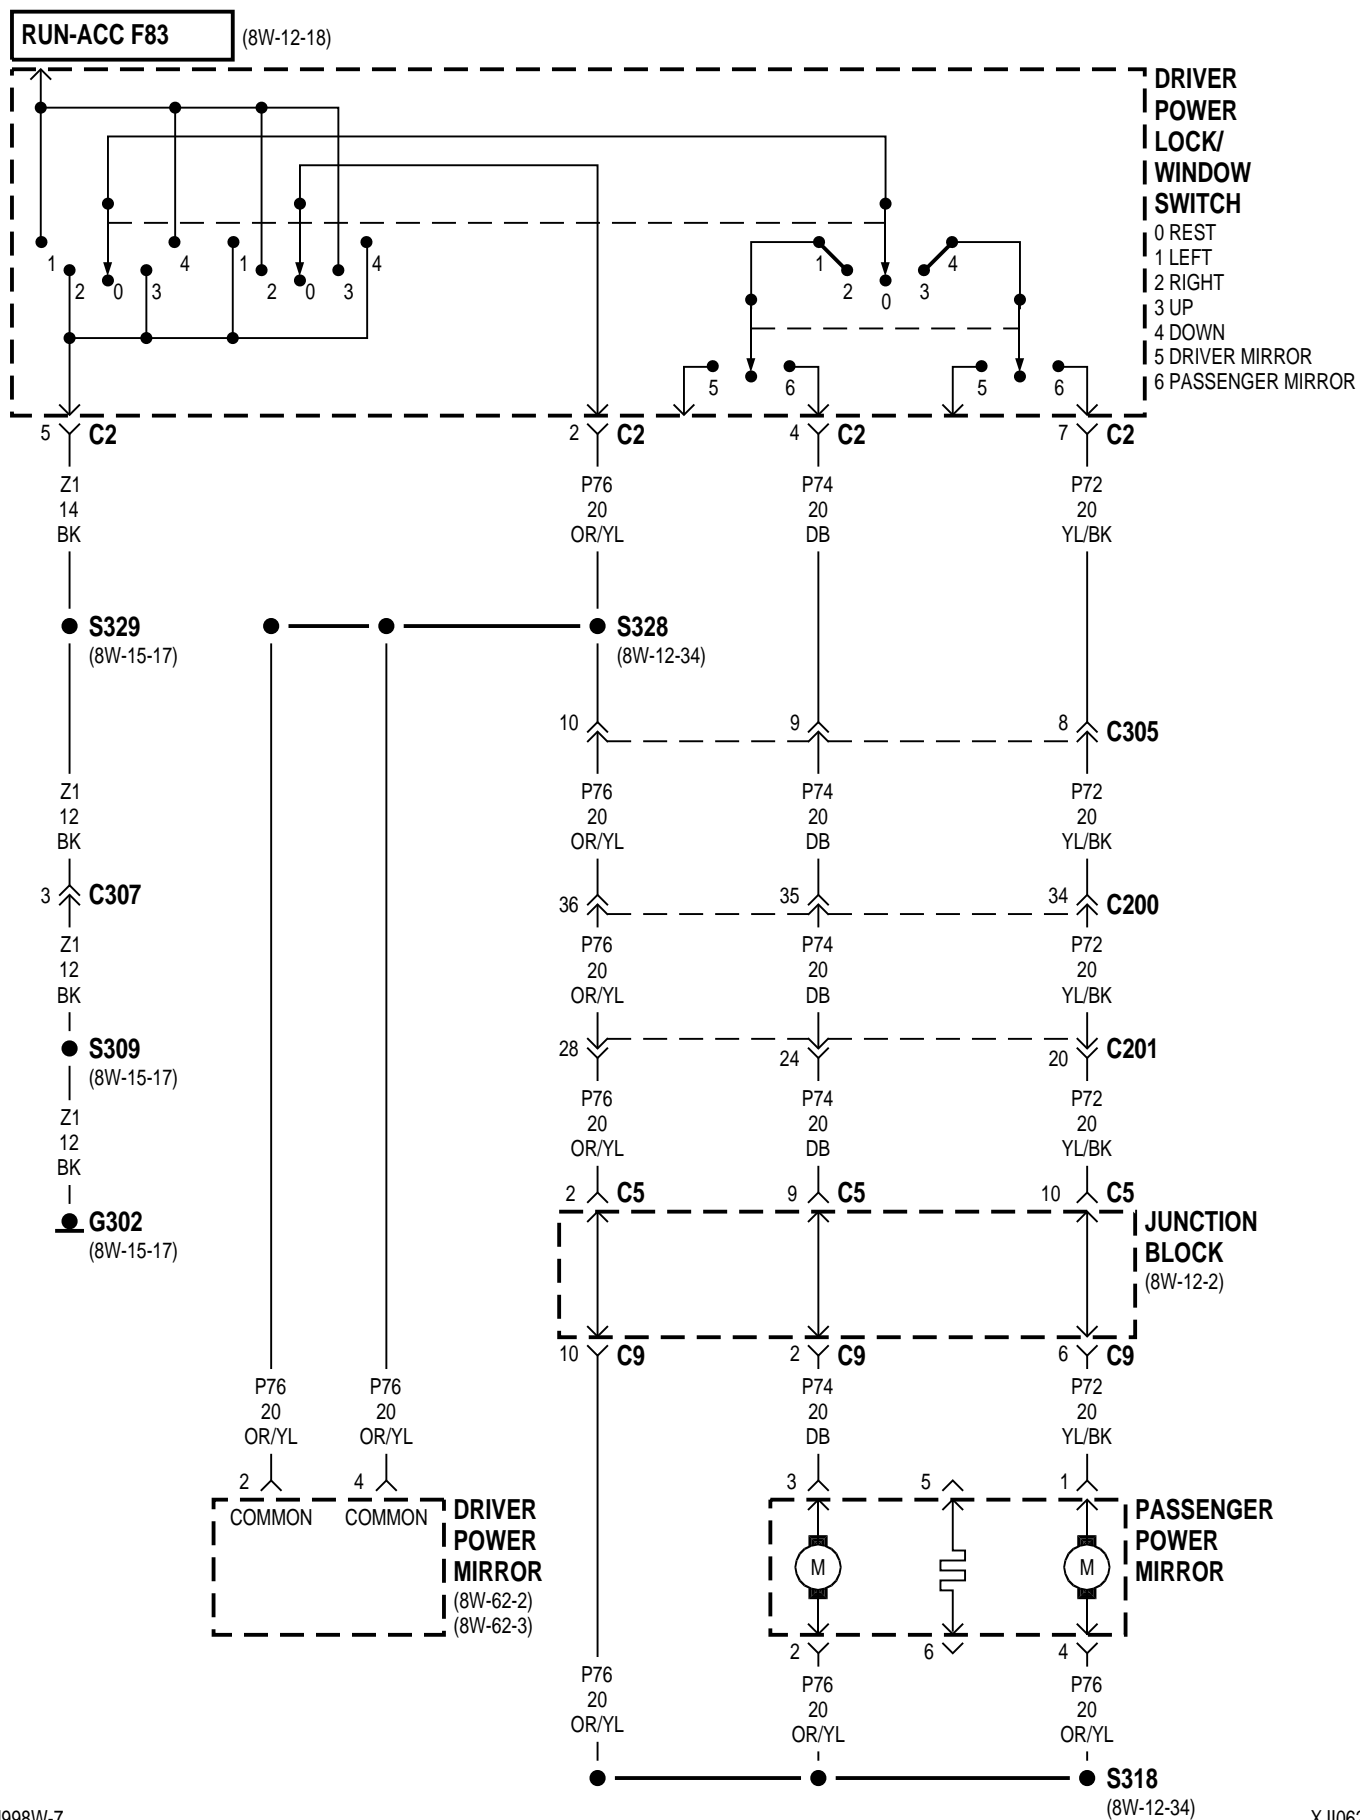 RUN-ACC F83 (8W-12-18)
DRIVER
POWER
LOCK/
WINDOW
SWITCH
0 REST
1 LEFT
2 RIGHT
3 UP
4 DOWN
5 DRIVER MIRROR
6 PASSENGER MIRROR
1 4 1 4 1 4
2 0 3 2 0 3 2 0 3
5 6 5 6
5 C2 2 C2 4 C2 7 C2
Z1 P76 P74 P72
14 20 20 20
BK OR/YL DB YL/BK
S329 S328
(8W-15-17) (8W-12-34)
10 9 8 C305
Z1 P76 P74 P72
12 20 20 20
BK OR/YL DB YL/BK
3 C307 36 35 34 C200
Z1 P76 P74 P72
12 20 20 20
BK OR/YL DB YL/BK
S309 28 24 20 C201
(8W-15-17)
Z1 P76 P74 P72
12 20 20 20
BK OR/YL DB YL/BK
2 C5 9 C5 10 C5
G302
(8W-15-17)
JUNCTION
BLOCK
(8W-12-2)
10 C9 2 C9 6 C9
P76 P76 P74 P72
20 20 20 20
OR/YL OR/YL DB YL/BK
2 4 3 5 1
COMMON COMMON
DRIVER
POWER
MIRROR
(8W-62-2)
(8W-62-3)
M M
PASSENGER
POWER
MIRROR
2 6 4
P76 P76 P76
20 20 20
OR/YL OR/YL OR/YL
S318
(8W-12-34)